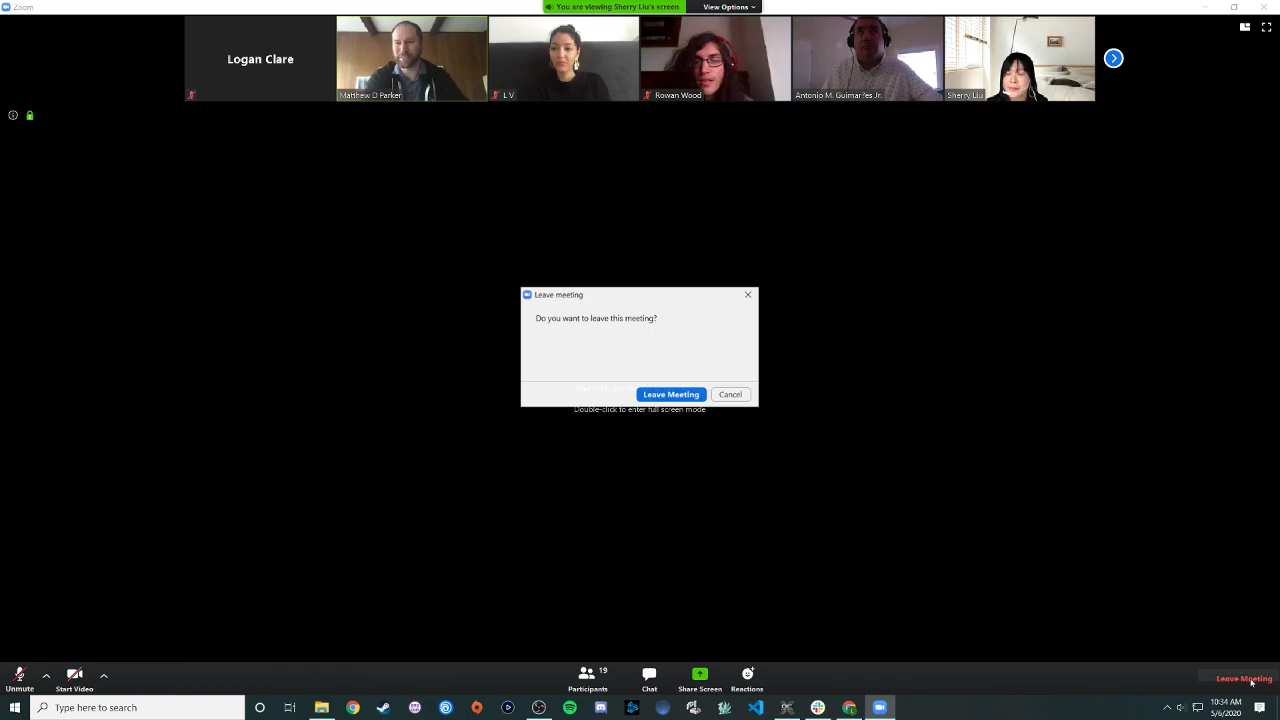 Zoom
You are viewing Sherry Liu's screen
View Options
Logan Clare
Matthew D Parker
L V
Rowan Wood
Antonio M. Guimar?es Jr.
Sherry Liu
Leave meeting
Do you want to leave this meeting?
Leave Meeting
Cancel
Double-click to enter full screen mode
Unmute
Start Video
19
Participants
Chat
Share Screen
Reactions
Leave Meeting
Type here to search
10:34 AM
5/6/2020